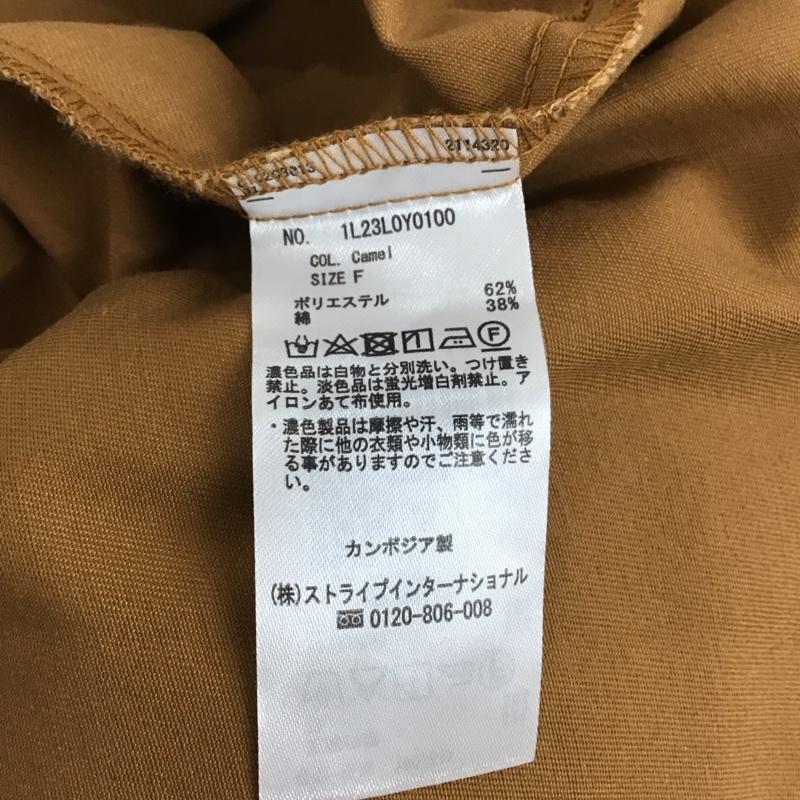 2114320
NO. 1L23L0Y0100
COL. Camel
SIZE F
ポリエステル 62%
綿 38%
F
濃色品は白物と分別洗い。つけ置き
禁止。淡色品は蛍光増白剤禁止。ア
イロンあて布使用。
・濃色製品は摩擦や汗、雨等で濡れ
た際に他の衣類や小物類に色が移
る事がありますのでご注意くださ
い。
カンボジア製
(株)ストライプインターナショナル
0120-806-008